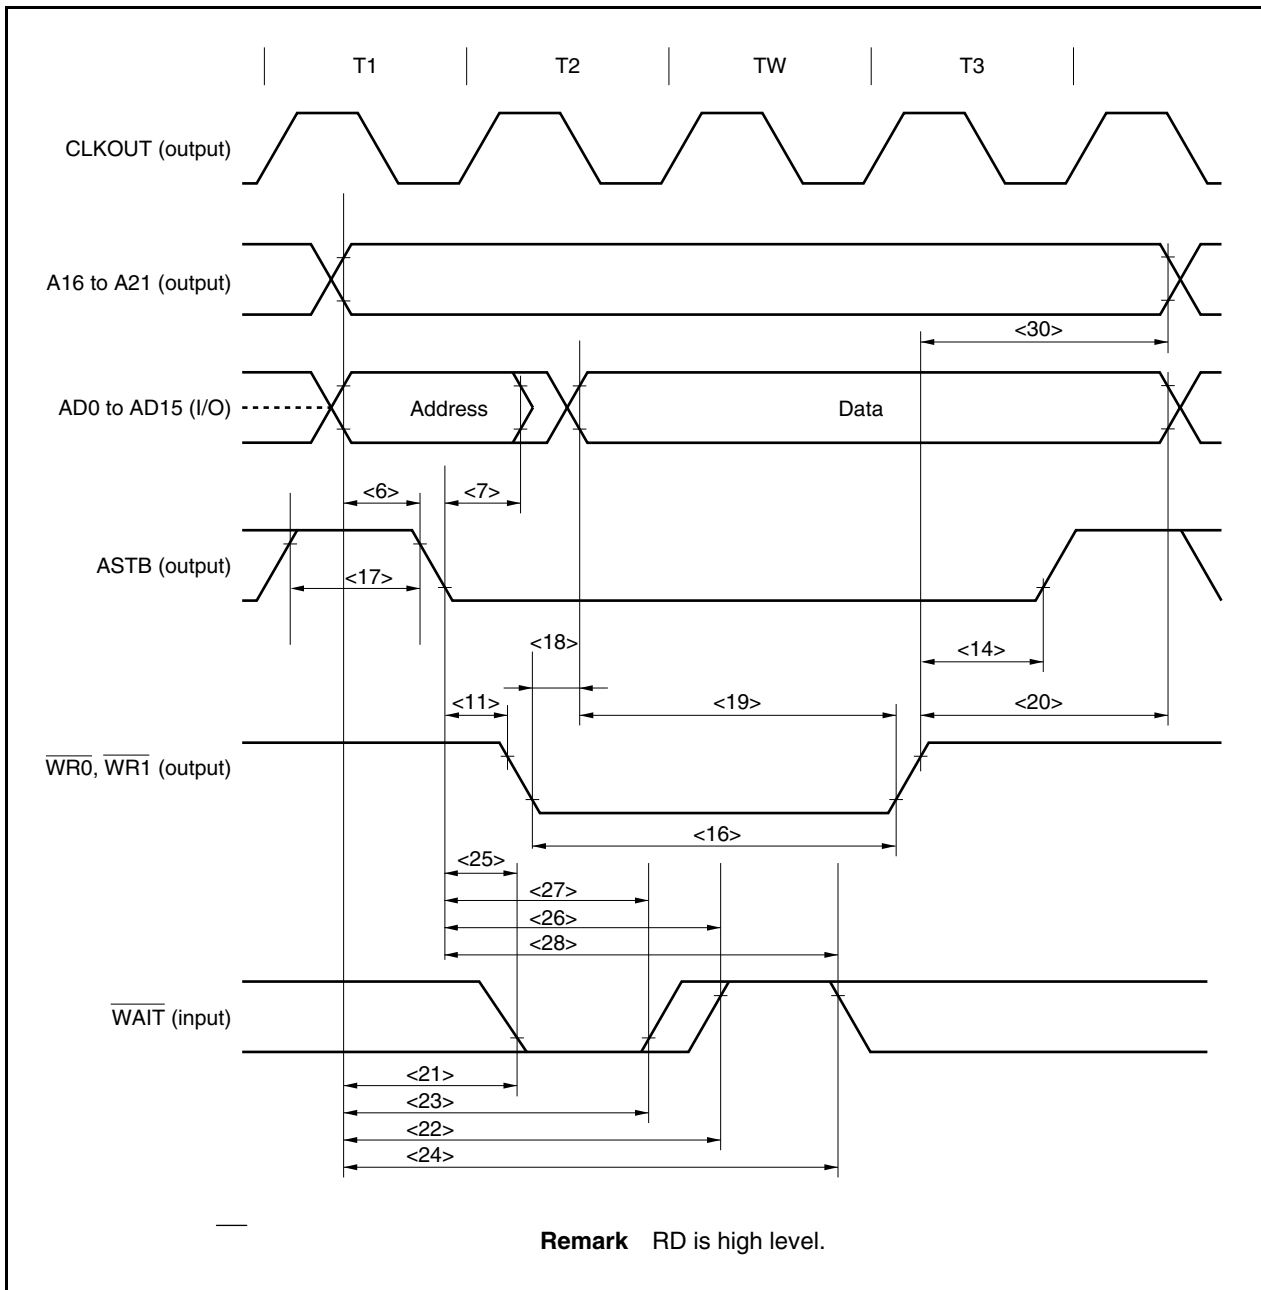 T1 T2 TW T3
CLKOUT (output)
A16 to A21 (output)
<30>
AD0 to AD15 (I/O) Address Data
<6> <7>
ASTB (output)
<17>
<18> <14>
<11> <19> <20>
WR0, WR1 (output)
<16>
<25>
<27>
<26>
<28>
WAIT (input)
<21>
<23>
<22>
<24>
Remark RD is high level.